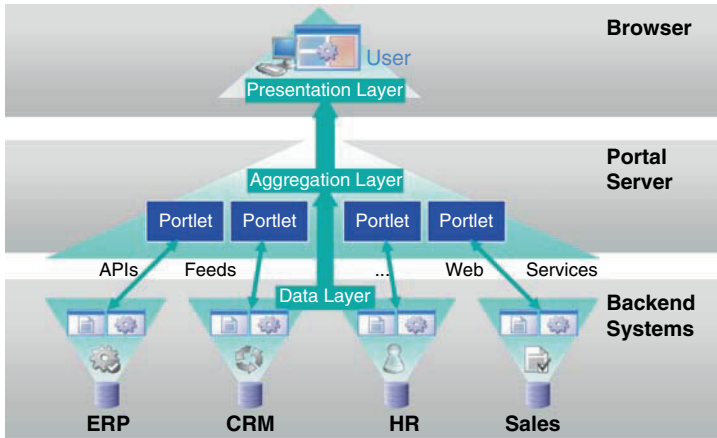 Browser
User
Presentation Layer
Portal
Server
Aggregation Layer
Portlet
Portlet
Portlet
Portlet
APIs
Feeds
...
Web
Services
Data Layer
Backend
Systems
ERP
CRM
HR
Sales